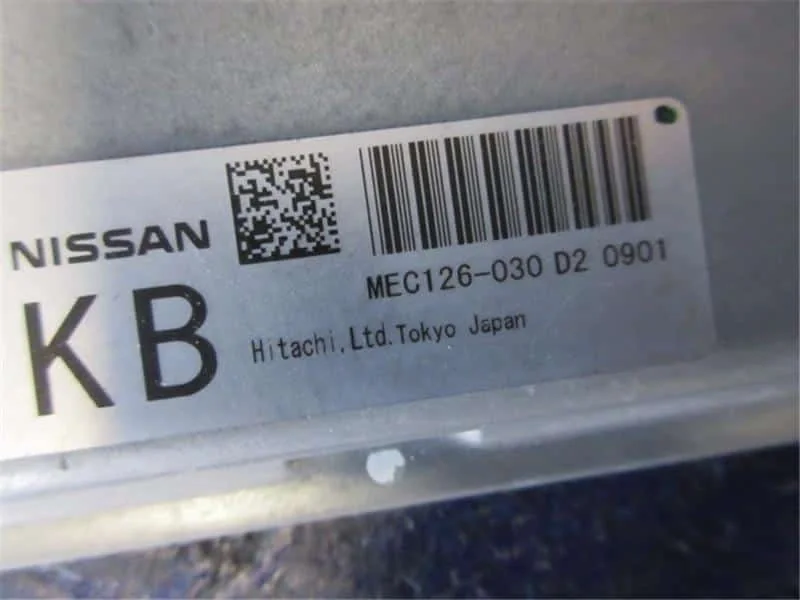 NISSAN
MEC126-030 D2 0901
KB
Hitachi,Ltd.Tokyo Japan